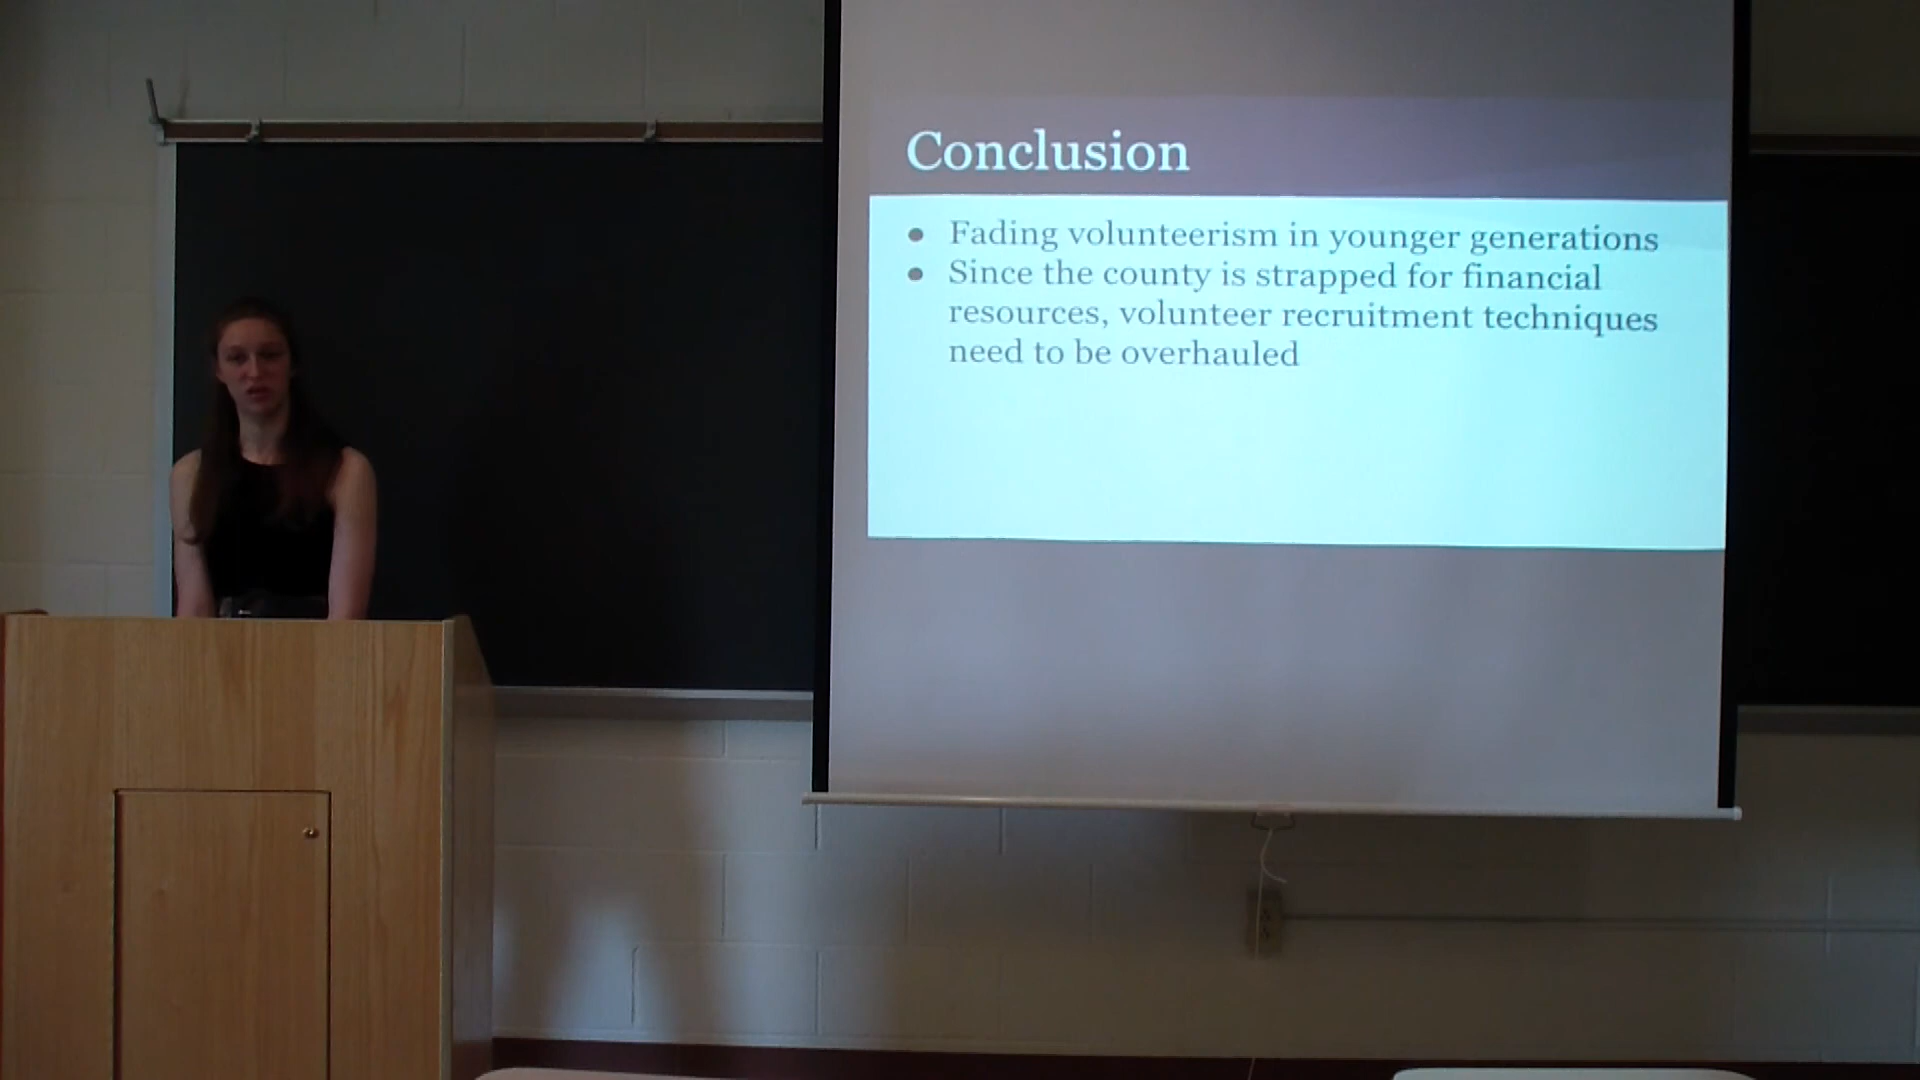 Conclusion
● Fading volunteerism in younger generations
● Since the county is strapped for financial
resources, volunteer recruitment techniques
need to be overhauled